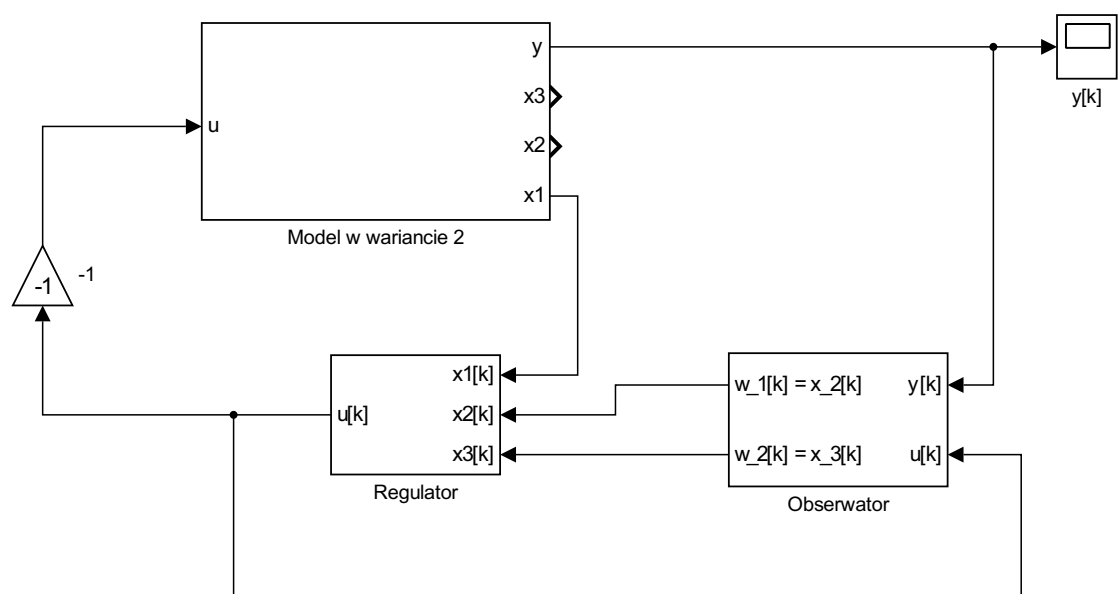 y
x3
x2
x1
u
Model w wariancie 2
y[k]
-1
-1
x1[k]
x2[k]
x3[k]
u[k]
Regulator
w_1[k] = x_2[k]
w_2[k] = x_3[k]
y[k]
u[k]
Obserwator